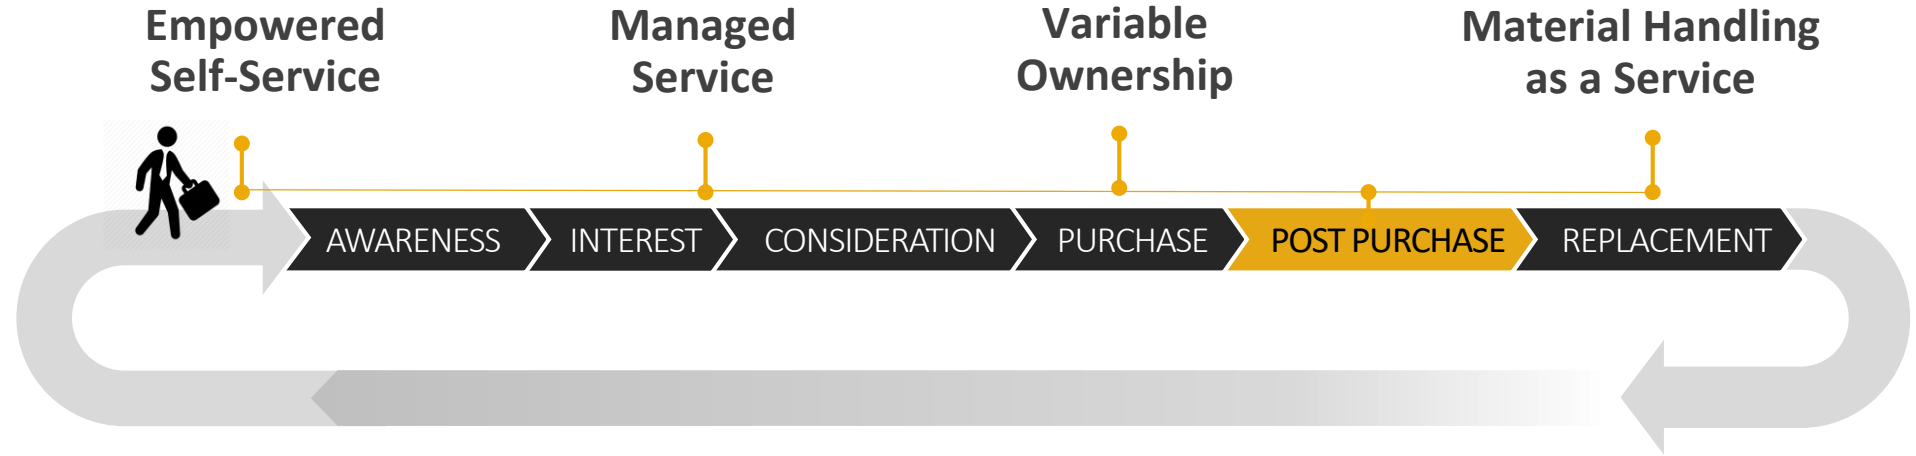 Empowered
Self-Service
Managed
Service
Variable
Ownership
Material Handling
as a Service
AWARENESS
INTEREST
CONSIDERATION
PURCHASE
POST PURCHASE
REPLACEMENT